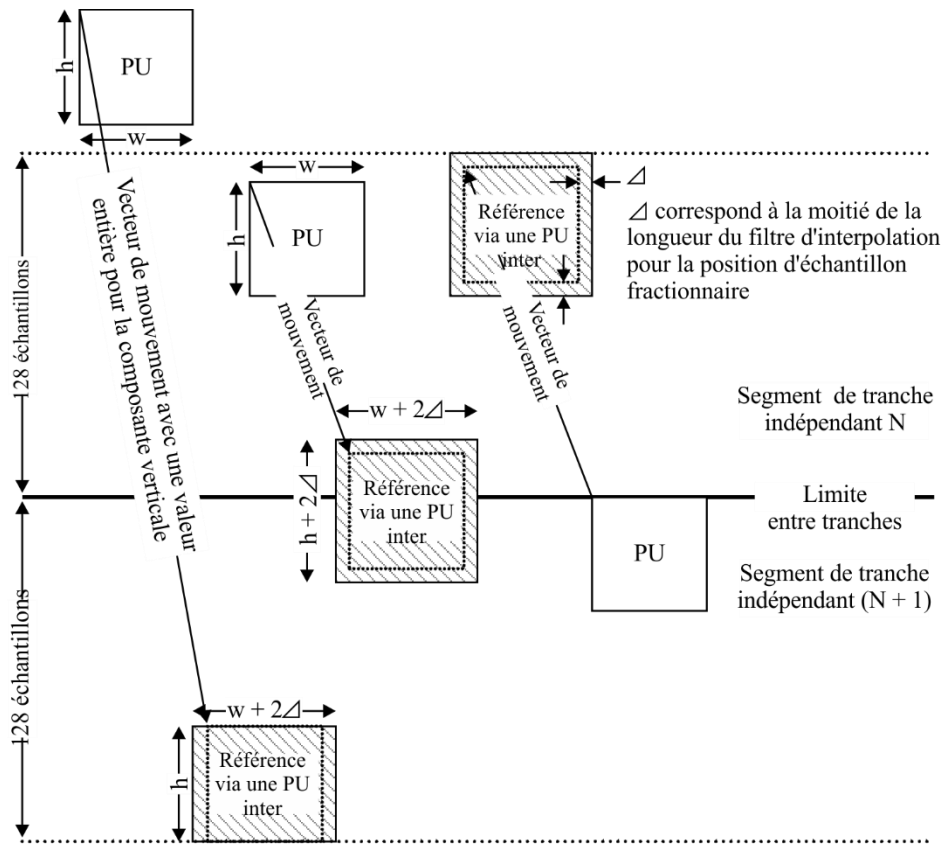 PU
h
w
128 échantillons
Vecteur de mouvement avec une valeur
entière pour la composante verticale
w
h
PU
Vecteur de
mouvement
Référence
via une PU
inter
⊿
⊿ correspond à la moitié de la
longueur du filtre d'interpolation
pour la position d'échantillon
fractionnaire
Vecteur de
mouvement
Segment de tranche
indépendant N
w + 2⊿
h + 2⊿
Référence
via une PU
inter
Limite
entre tranches
PU
Segment de tranche
indépendant (N + 1)
128 échantillons
w + 2⊿
h
Référence
via une PU
inter